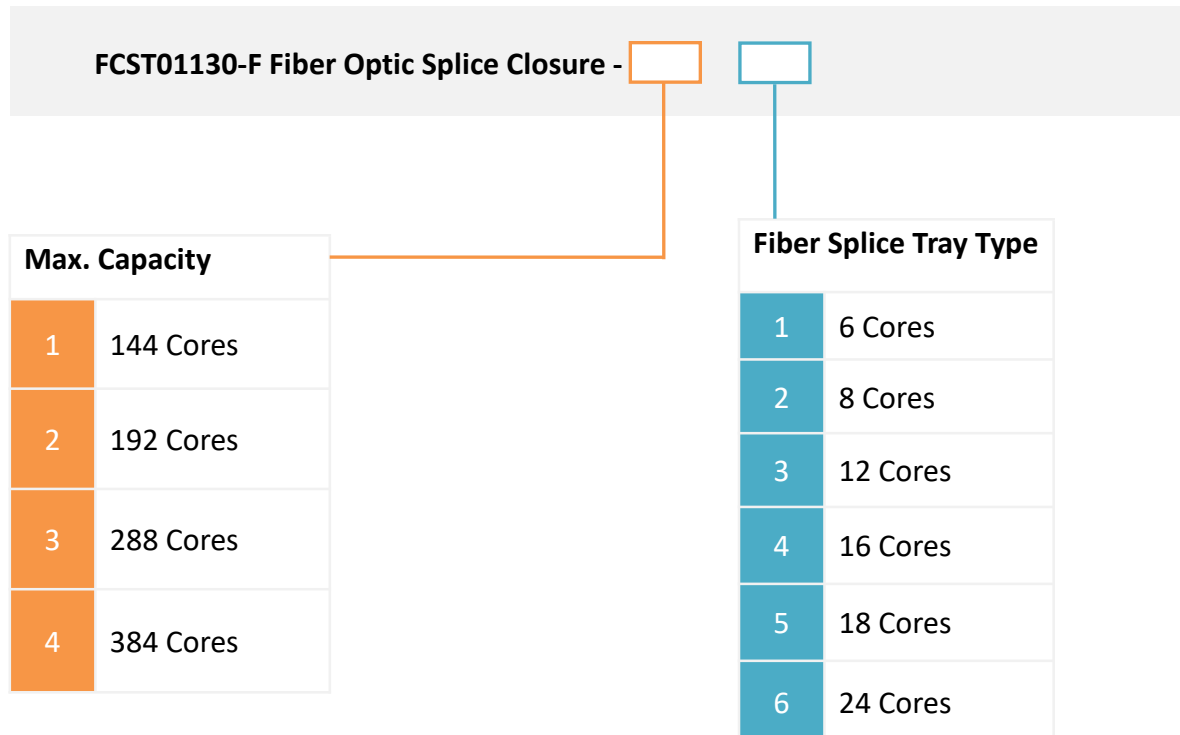 FCST01130-F Fiber Optic Splice Closure -
Max. Capacity
1 144 Cores
2 192 Cores
3 288 Cores
4 384 Cores
Fiber Splice Tray Type
1 6 Cores
2 8 Cores
3 12 Cores
4 16 Cores
5 18 Cores
6 24 Cores